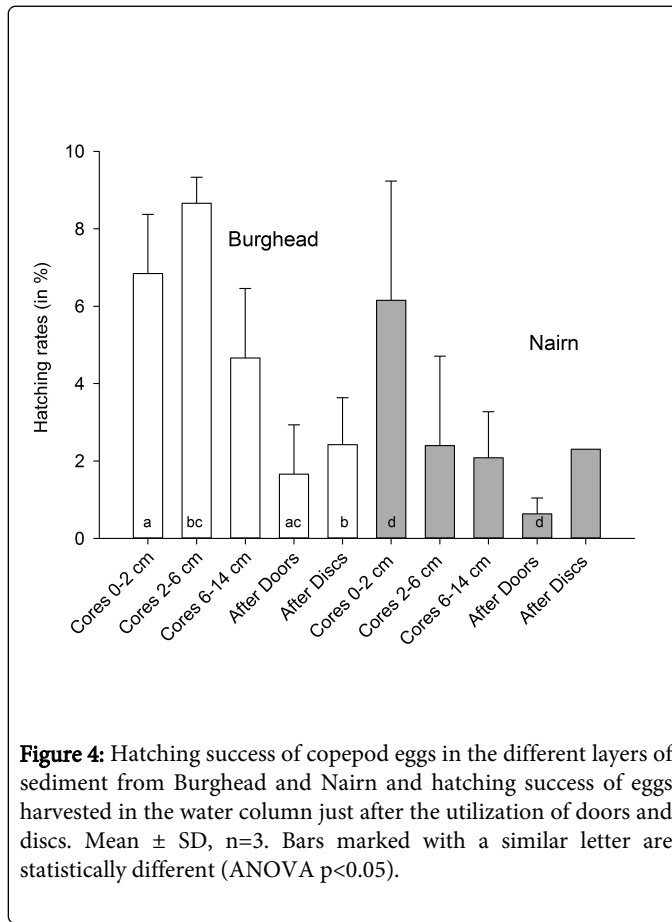 10
8
6
4
2
0
Hatching rates (in %)
Burghead
Nairn
a
bc
ac
b
d
d
Cores 0-2 cm
Cores 2-6 cm
Cores 6-14 cm
After Doors
After Discs
Cores 0-2 cm
Cores 2-6 cm
Cores 6-14 cm
After Doors
After Discs
Figure 4: Hatching success of copepod eggs in the different layers of
sediment from Burghead and Nairn and hatching success of eggs
harvested in the water column just after the utilization of doors and
discs. Mean ± SD, n=3. Bars marked with a similar letter are
statistically different (ANOVA p<0.05).